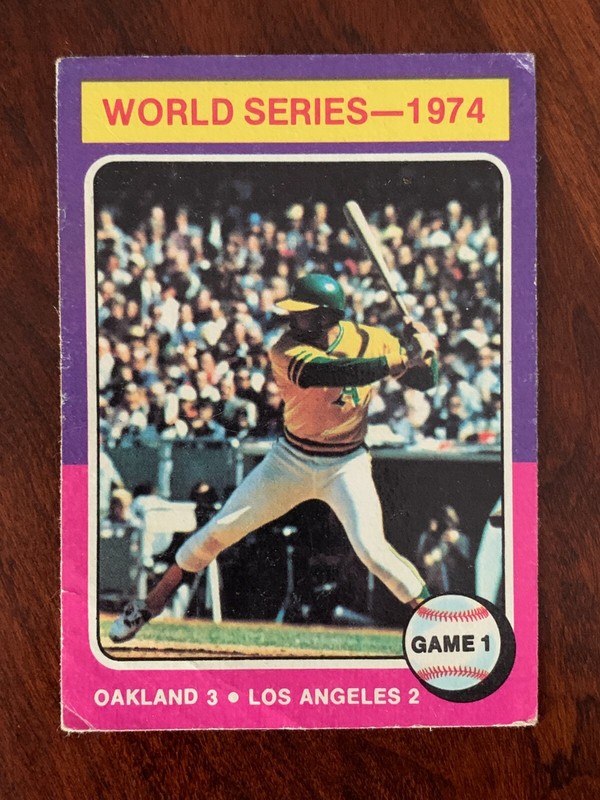 WORLD SERIES—1974
A
GAME 1
OAKLAND 3 • LOS ANGELES 2